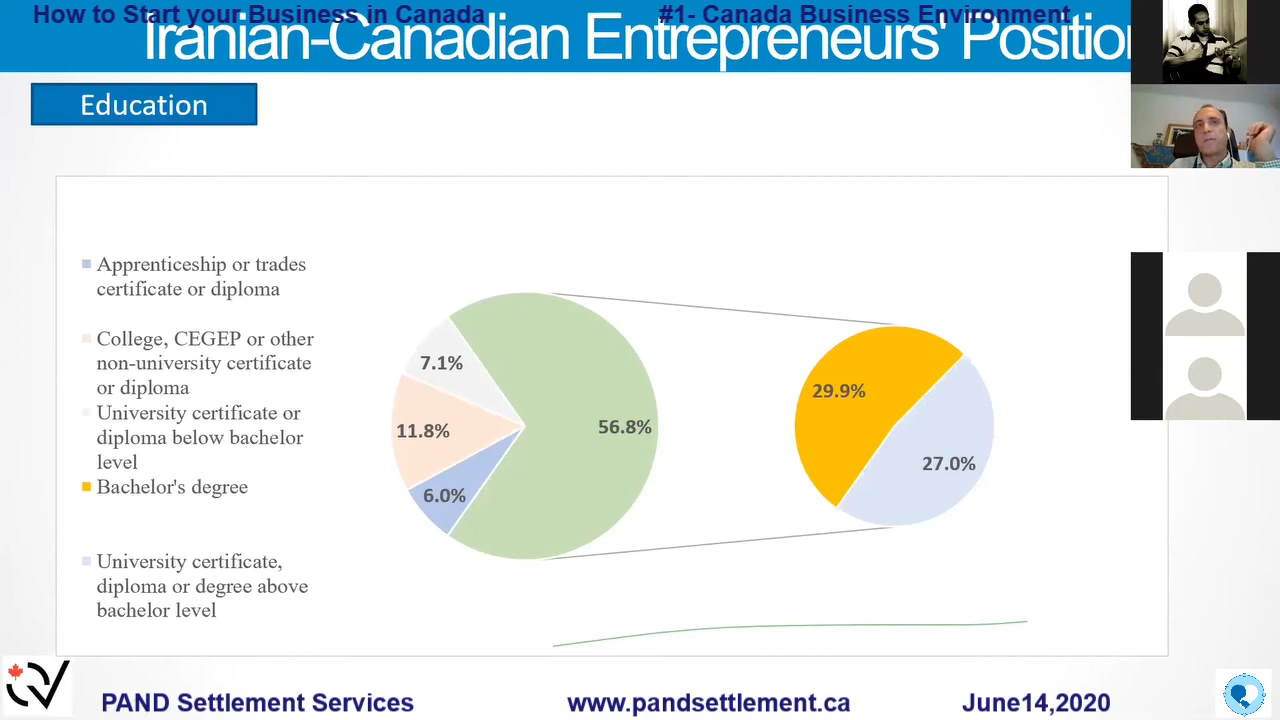 How to Start your Business in Canada
#1- Canada Business Environment
Iranian-Canadian Entrepreneurs' Position
Education
Apprenticeship or trades
certificate or diploma
College, CEGEP or other
non-university certificate
or diploma
University certificate or
diploma below bachelor
level
Bachelor's degree
University certificate,
diploma or degree above
bachelor level
7.1%
11.8%
6.0%
56.8%
29.9%
27.0%
PAND Settlement Services
www.pandsettlement.ca
June14,2020